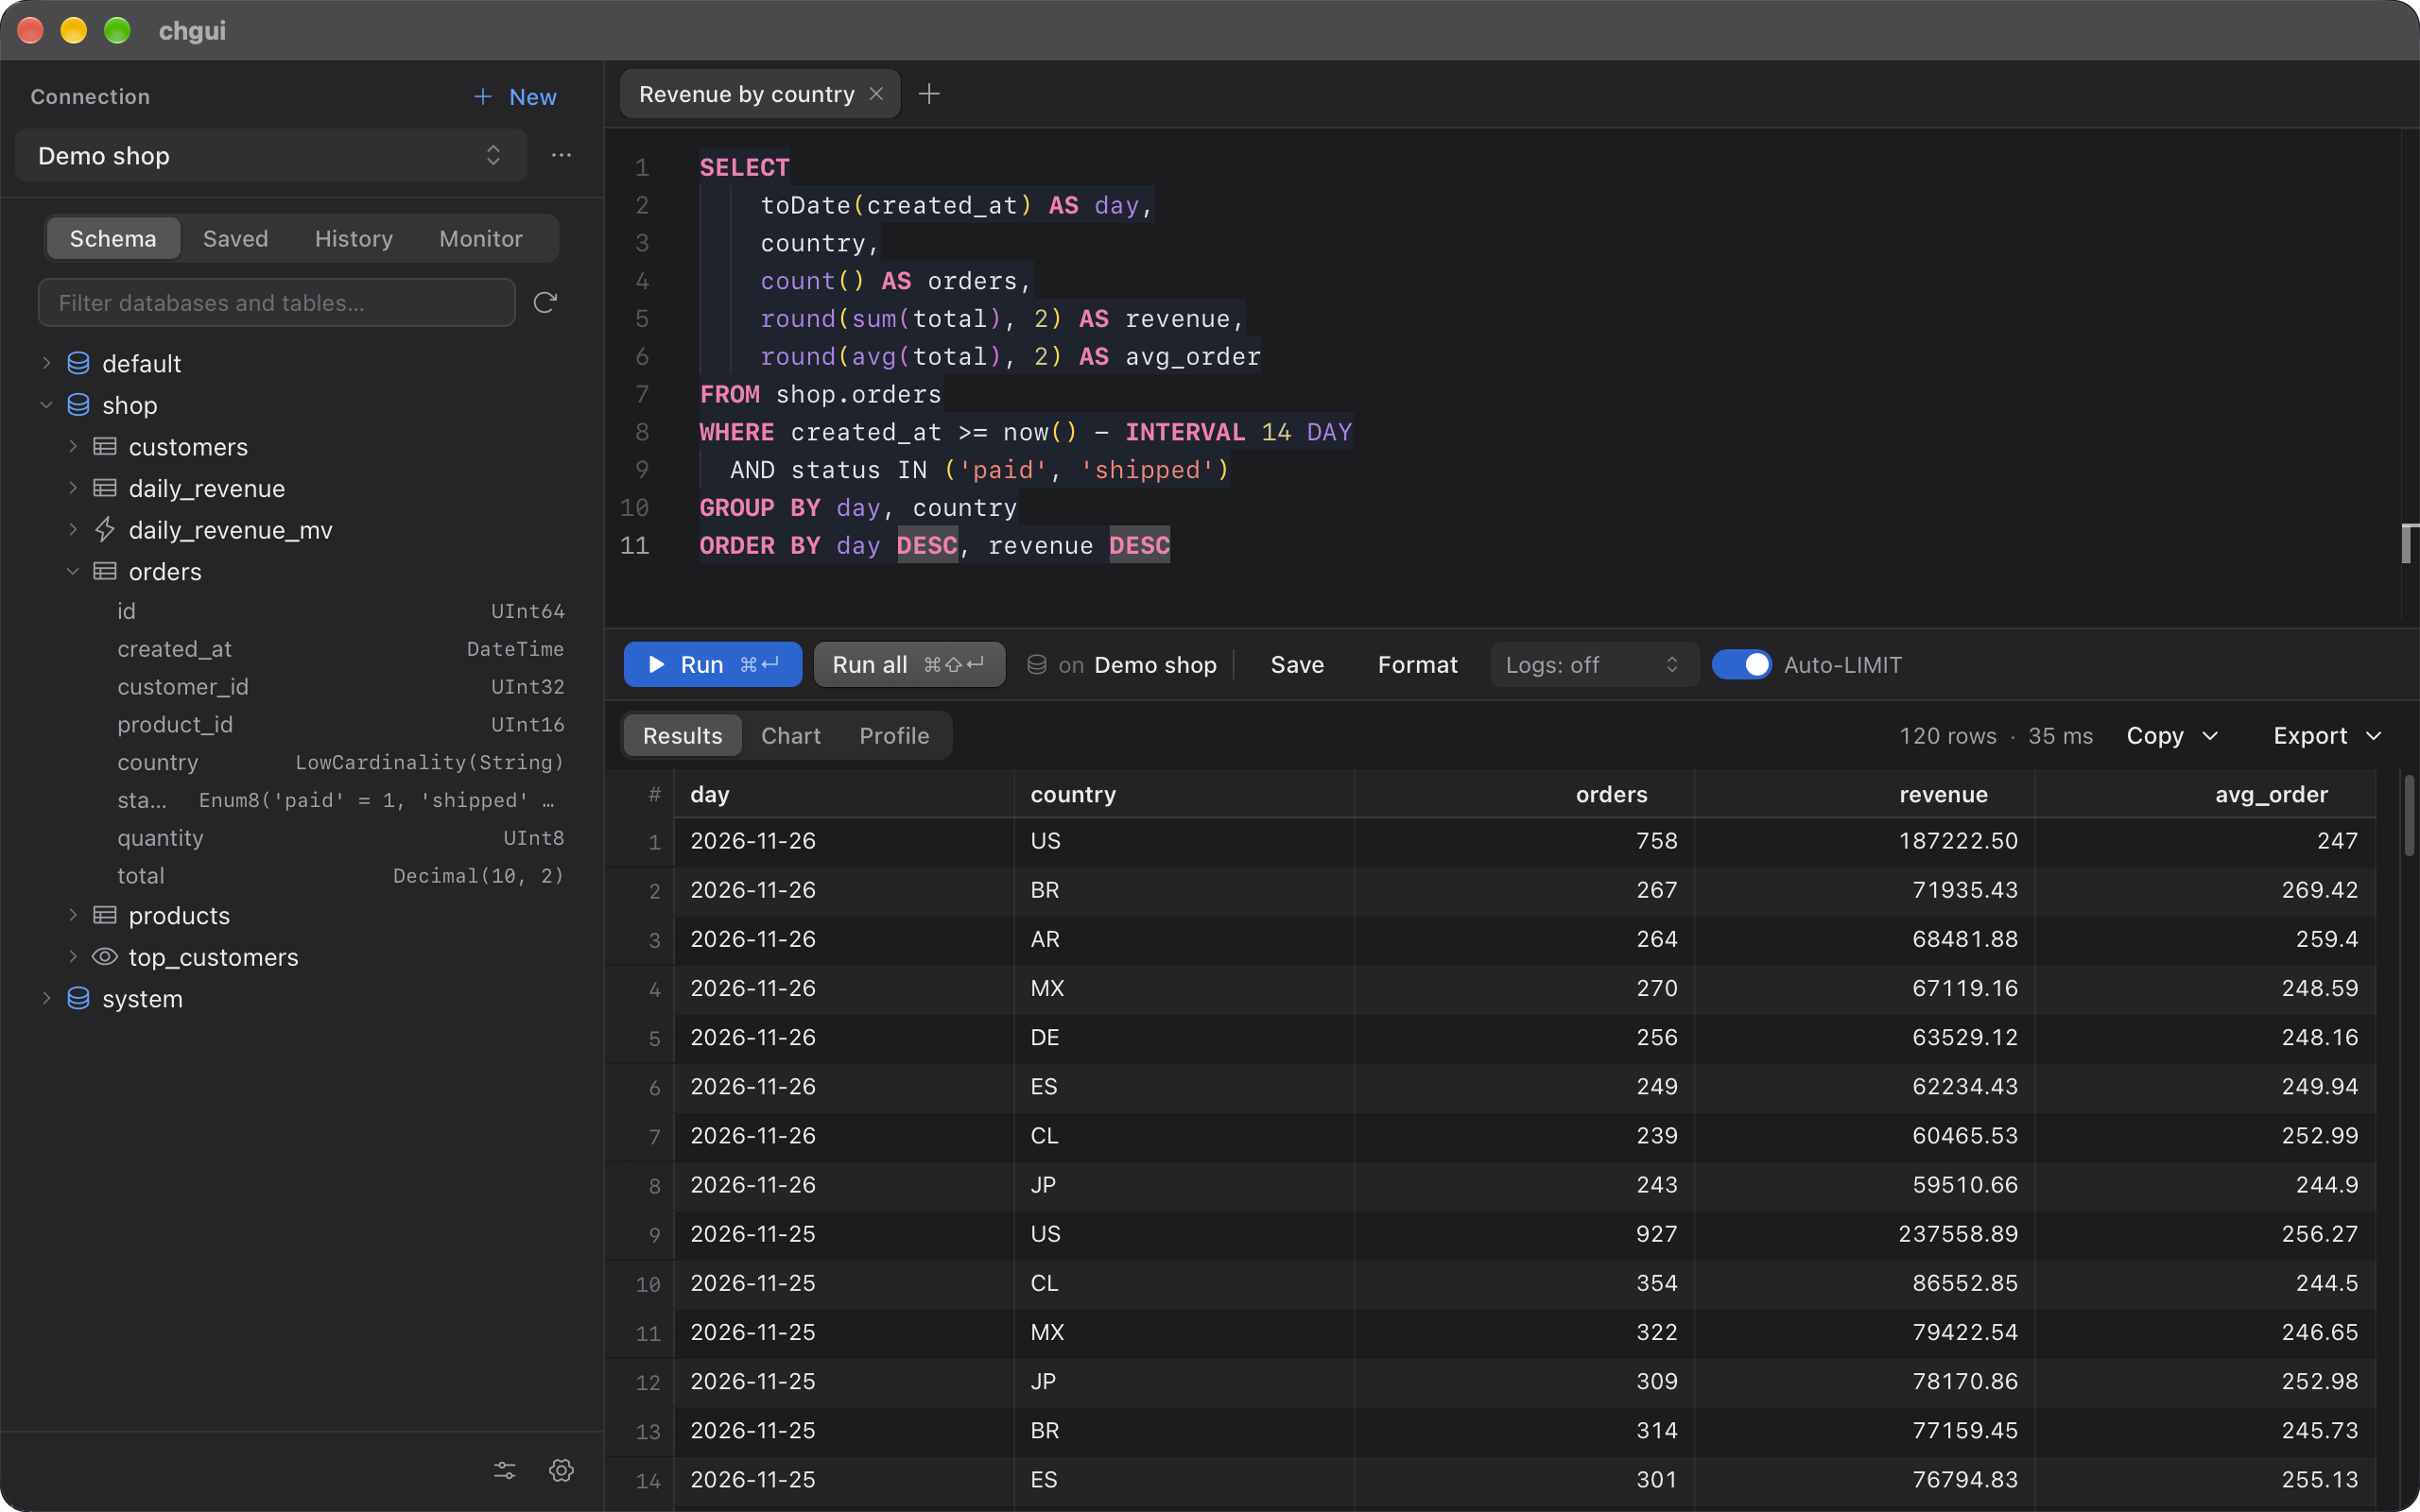 chgui
Connection
+ New
Demo shop
Schema Saved History Monitor
Filter databases and tables...
default
shop
customers
daily_revenue
daily_revenue_mv
orders
id UInt64
created_at DateTime
customer_id UInt32
product_id UInt16
country LowCardinality(String)
sta... Enum8('paid' = 1, 'shipped' …
quantity UInt8
total Decimal(10, 2)
products
top_customers
system
Revenue by country
1 SELECT
2 toDate(created_at) AS day,
3 country,
4 count() AS orders,
5 round(sum(total), 2) AS revenue,
6 round(avg(total), 2) AS avg_order
7 FROM shop.orders
8 WHERE created_at >= now() - INTERVAL 14 DAY
9 AND status IN ('paid', 'shipped')
10 GROUP BY day, country
11 ORDER BY day DESC, revenue DESC
Run ⌘↵ Run all ⌘⇧↵ on Demo shop Save Format Logs: off Auto-LIMIT
Results Chart Profile 120 rows · 35 ms Copy Export
# day country orders revenue avg_order
1 2026-11-26 US 758 187222.50 247
2 2026-11-26 BR 267 71935.43 269.42
3 2026-11-26 AR 264 68481.88 259.4
4 2026-11-26 MX 270 67119.16 248.59
5 2026-11-26 DE 256 63529.12 248.16
6 2026-11-26 ES 249 62234.43 249.94
7 2026-11-26 CL 239 60465.53 252.99
8 2026-11-26 JP 243 59510.66 244.9
9 2026-11-25 US 927 237558.89 256.27
10 2026-11-25 CL 354 86552.85 244.5
11 2026-11-25 MX 322 79422.54 246.65
12 2026-11-25 JP 309 78170.86 252.98
13 2026-11-25 BR 314 77159.45 245.73
14 2026-11-25 ES 301 76794.83 255.13